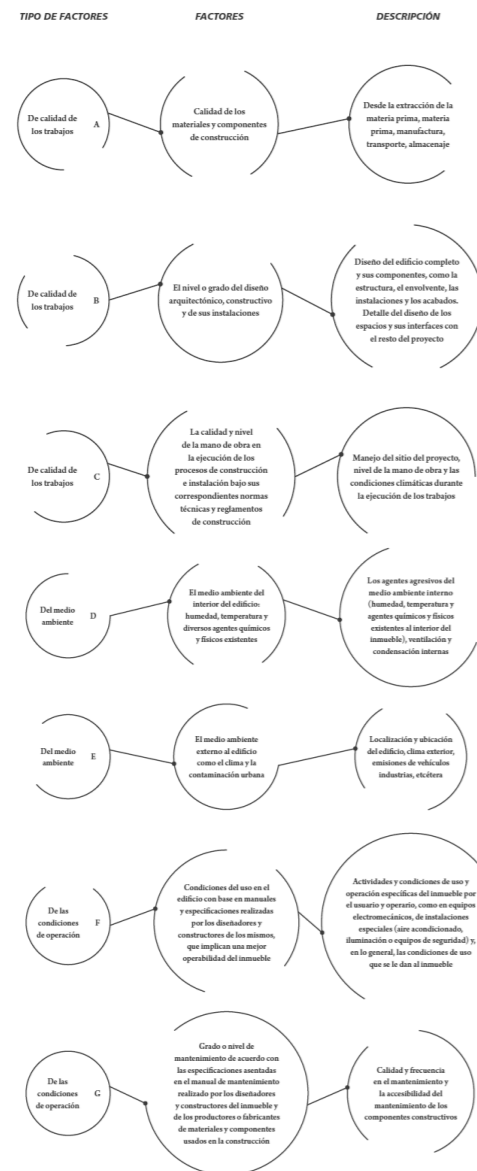 TIPO DE FACTORES
FACTORES
DESCRIPCIÓN
De calidad de
los trabajos
A
Calidad de los
materiales y componentes
de construcción
Desde la extracción de la
materia prima, materia
prima, manufactura,
transporte, almacenaje
De calidad de
los trabajos
B
El nivel o grado del diseño
arquitectónico, constructivo
y de sus instalaciones
Diseño del edificio completo
y sus componentes, como la
estructura, el envolvente, las
instalaciones y los acabados.
Detalle del diseño de los
espacios y sus interfaces con
el resto del proyecto
De calidad de
los trabajos
C
La calidad y nivel
de la mano de obra en
la ejecución de los
procesos de construcción
e instalación bajo sus
correspondientes normas
técnicas y reglamentos
de construcción
Manejo del sitio del proyecto,
nivel de la mano de obra y las
condiciones climáticas durante
la ejecución de los trabajos
Del medio
ambiente
D
El medio ambiente del
interior del edificio:
humedad, temperatura y
diversos agentes químicos
y físicos existentes
Los agentes agresivos del
medio ambiente interno
(humedad, temperatura y
agentes químicos y físicos
existentes al interior del
inmueble), ventilación y
condensación internas
Del medio
ambiente
E
El medio ambiente
externo al edificio
como el clima y la
contaminación urbana
Localización y ubicación
del edificio, clima exterior,
emisiones de vehículos
industrias, etcétera
De las
condiciones
de operación
F
Condiciones del uso en el
edificio con base en manuales
y especificaciones realizadas
por los diseñadores y
constructores de los mismos,
que implican una mejor
operabilidad del inmueble
Actividades y condiciones de uso y
operación específicas del inmueble por
el usuario y operario, como en equipos
electromecánicos, de instalaciones
especiales (aire acondicionado,
iluminación o equipos de seguridad) y,
en lo general, las condiciones de uso
que se le dan al inmueble
De las
condiciones
de operación
G
Grado o nivel de
mantenimiento de acuerdo con
las especificaciones asentadas
en el manual de mantenimiento
realizado por los diseñadores
y constructores del inmueble y
de los productores o fabricantes
de materiales y componentes
usados en la construcción
Calidad y frecuencia
en el mantenimiento y
la accesibilidad del
mantenimiento de los
componentes constructivos